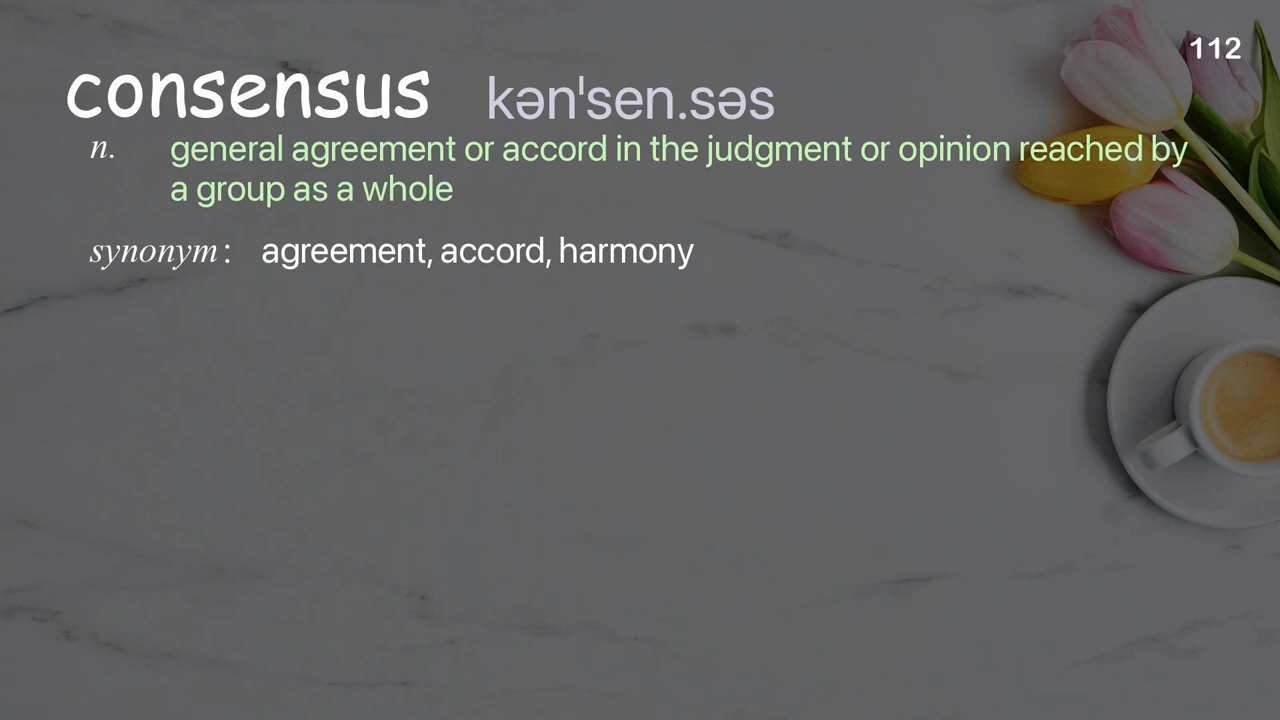 112
consensus kən'sen.səs
n. general agreement or accord in the judgment or opinion reached by
a group as a whole
synonym : agreement, accord, harmony